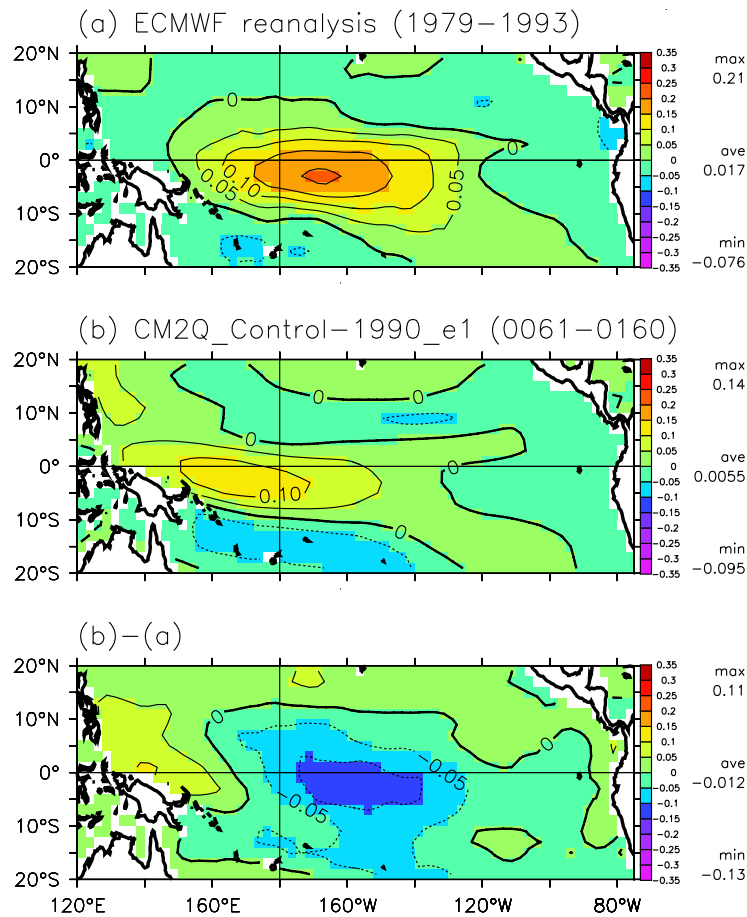 (a) ECMWF reanalysis (1979−1993)
20°N
10°N
0°
10°S
20°S
0
0
0.05
0.10
0.05
0.35
0.3
0.25
0.2
0.15
0.1
0.05
0
−0.05
−0.1
−0.15
−0.2
−0.25
−0.3
−0.35
max
0.21
ave
0.017
min
−0.076
(b) CM2Q_Control−1990_e1 (0061−0160)
20°N
10°N
0°
10°S
20°S
0
0
0
0
0
0.10
0.35
0.3
0.25
0.2
0.15
0.1
0.05
0
−0.05
−0.1
−0.15
−0.2
−0.25
−0.3
−0.35
max
0.14
ave
0.0055
min
−0.095
(b)−(a)
20°N
10°N
0°
10°S
20°S
0
0
−0.05
−0.05
0.35
0.3
0.25
0.2
0.15
0.1
0.05
0
−0.05
−0.1
−0.15
−0.2
−0.25
−0.3
−0.35
max
0.11
ave
−0.012
min
−0.13
120°E
160°E
160°W
120°W
80°W